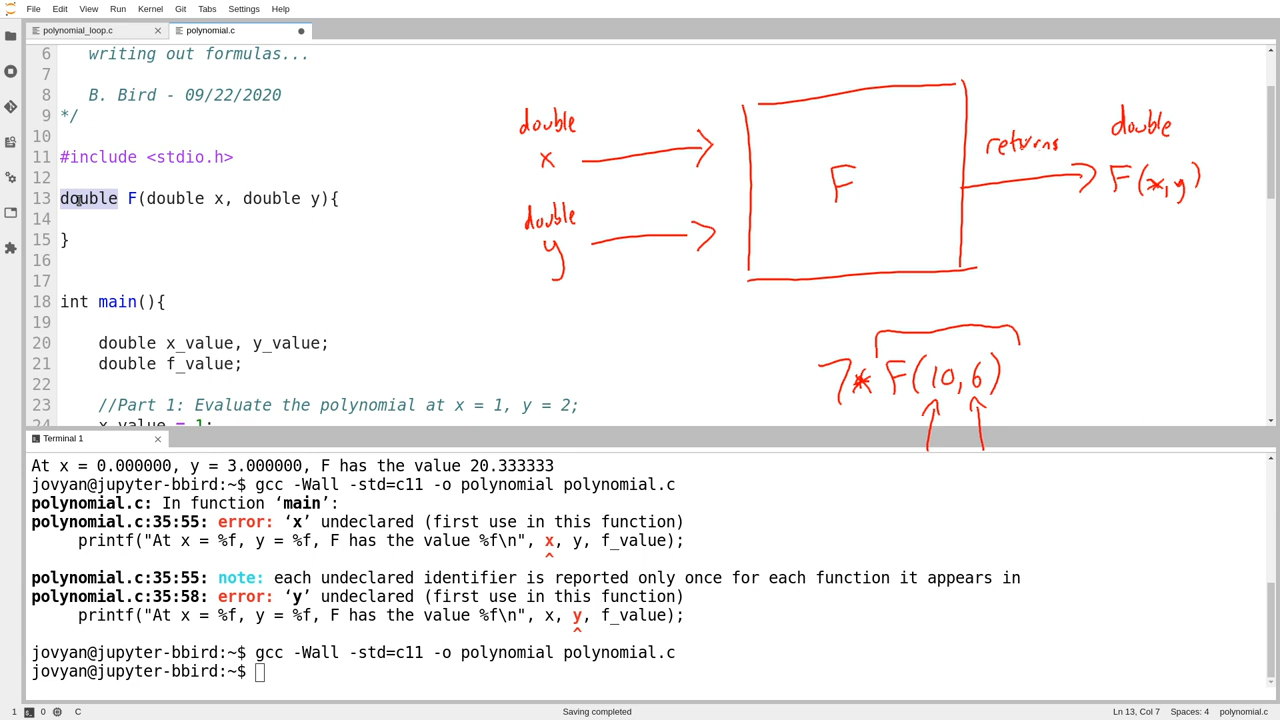 File Edit View Run Kernel Git Tabs Settings Help
polynomial_loop.c polynomial.c
6 writing out formulas...
7
8 B. Bird - 09/22/2020
9 */
10
11 #include <stdio.h>
12
13 double F(double x, double y){
14
15 }
16
17
18 int main(){
19
20 double x_value, y_value;
21 double f_value;
22
23 //Part 1: Evaluate the polynomial at x = 1, y = 2;
24 x_value = 1;
double
x
double
y
F
returns
double
F(x,y)
7* F(10,6)
Terminal 1
At x = 0.000000, y = 3.000000, F has the value 20.333333
jovyan@jupyter-bbird:~$ gcc -Wall -std=c11 -o polynomial polynomial.c
polynomial.c: In function ‘main’:
polynomial.c:35:55: error: ‘x’ undeclared (first use in this function)
printf("At x = %f, y = %f, F has the value %f\n", x, y, f_value);
^
polynomial.c:35:55: note: each undeclared identifier is reported only once for each function it appears in
polynomial.c:35:58: error: ‘y’ undeclared (first use in this function)
printf("At x = %f, y = %f, F has the value %f\n", x, y, f_value);
^
jovyan@jupyter-bbird:~$ gcc -Wall -std=c11 -o polynomial polynomial.c
jovyan@jupyter-bbird:~$
1 0 C Saving completed Ln 13, Col 7 Spaces: 4 polynomial.c